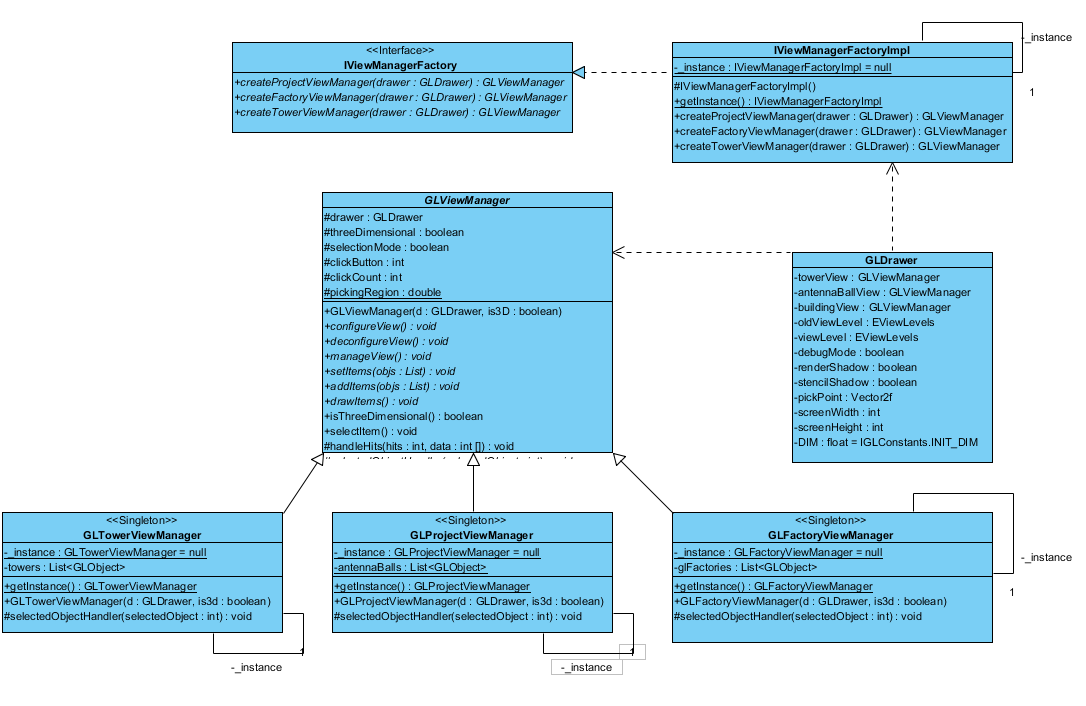 <<Interface>>
IViewManagerFactory
+createProjectViewManager(drawer : GLDrawer) : GLViewManager
+createFactoryViewManager(drawer : GLDrawer) : GLViewManager
+createTowerViewManager(drawer : GLDrawer) : GLViewManager
IViewManagerFactoryImpl
-_instance : IViewManagerFactoryImpl = null
#IViewManagerFactoryImpl()
+getInstance() : IViewManagerFactoryImpl
+createProjectViewManager(drawer : GLDrawer) : GLViewManager
+createFactoryViewManager(drawer : GLDrawer) : GLViewManager
+createTowerViewManager(drawer : GLDrawer) : GLViewManager
-_instance
1
GLViewManager
#drawer : GLDrawer
#threeDimensional : boolean
#selectionMode : boolean
#clickButton : int
#clickCount : int
#pickingRegion : double
+GLViewManager(d : GLDrawer, is3D : boolean)
+configureView() : void
+deconfigureView() : void
+manageView() : void
+setItems(objs : List) : void
+addItems(objs : List) : void
+drawItems() : void
+isThreeDimensional() : boolean
+selectItem() : void
#handleHits(hits : int, data : int []) : void
GLDrawer
-towerView : GLViewManager
-antennaBallView : GLViewManager
-buildingView : GLViewManager
-oldViewLevel : EViewLevels
-viewLevel : EViewLevels
-debugMode : boolean
-renderShadow : boolean
-stencilShadow : boolean
-pickPoint : Vector2f
-screenWidth : int
-screenHeight : int
-DIM : float = IGLConstants.INIT_DIM
<<Singleton>>
GLTowerViewManager
-_instance : GLTowerViewManager = null
-towers : List<GLObject>
+getInstance() : GLTowerViewManager
+GLTowerViewManager(d : GLDrawer, is3d : boolean)
#selectedObjectHandler(selectedObject : int) : void
1
-_instance
<<Singleton>>
GLProjectViewManager
-_instance : GLProjectViewManager = null
-antennaBalls : List<GLObject>
+getInstance() : GLProjectViewManager
+GLProjectViewManager(d : GLDrawer, is3d : boolean)
#selectedObjectHandler(selectedObject : int) : void
1
-_instance
<<Singleton>>
GLFactoryViewManager
-_instance : GLFactoryViewManager = null
-glFactories : List<GLObject>
+getInstance() : GLFactoryViewManager
+GLFactoryViewManager(d : GLDrawer, is3d : boolean)
#selectedObjectHandler(selectedObject : int) : void
-_instance
1